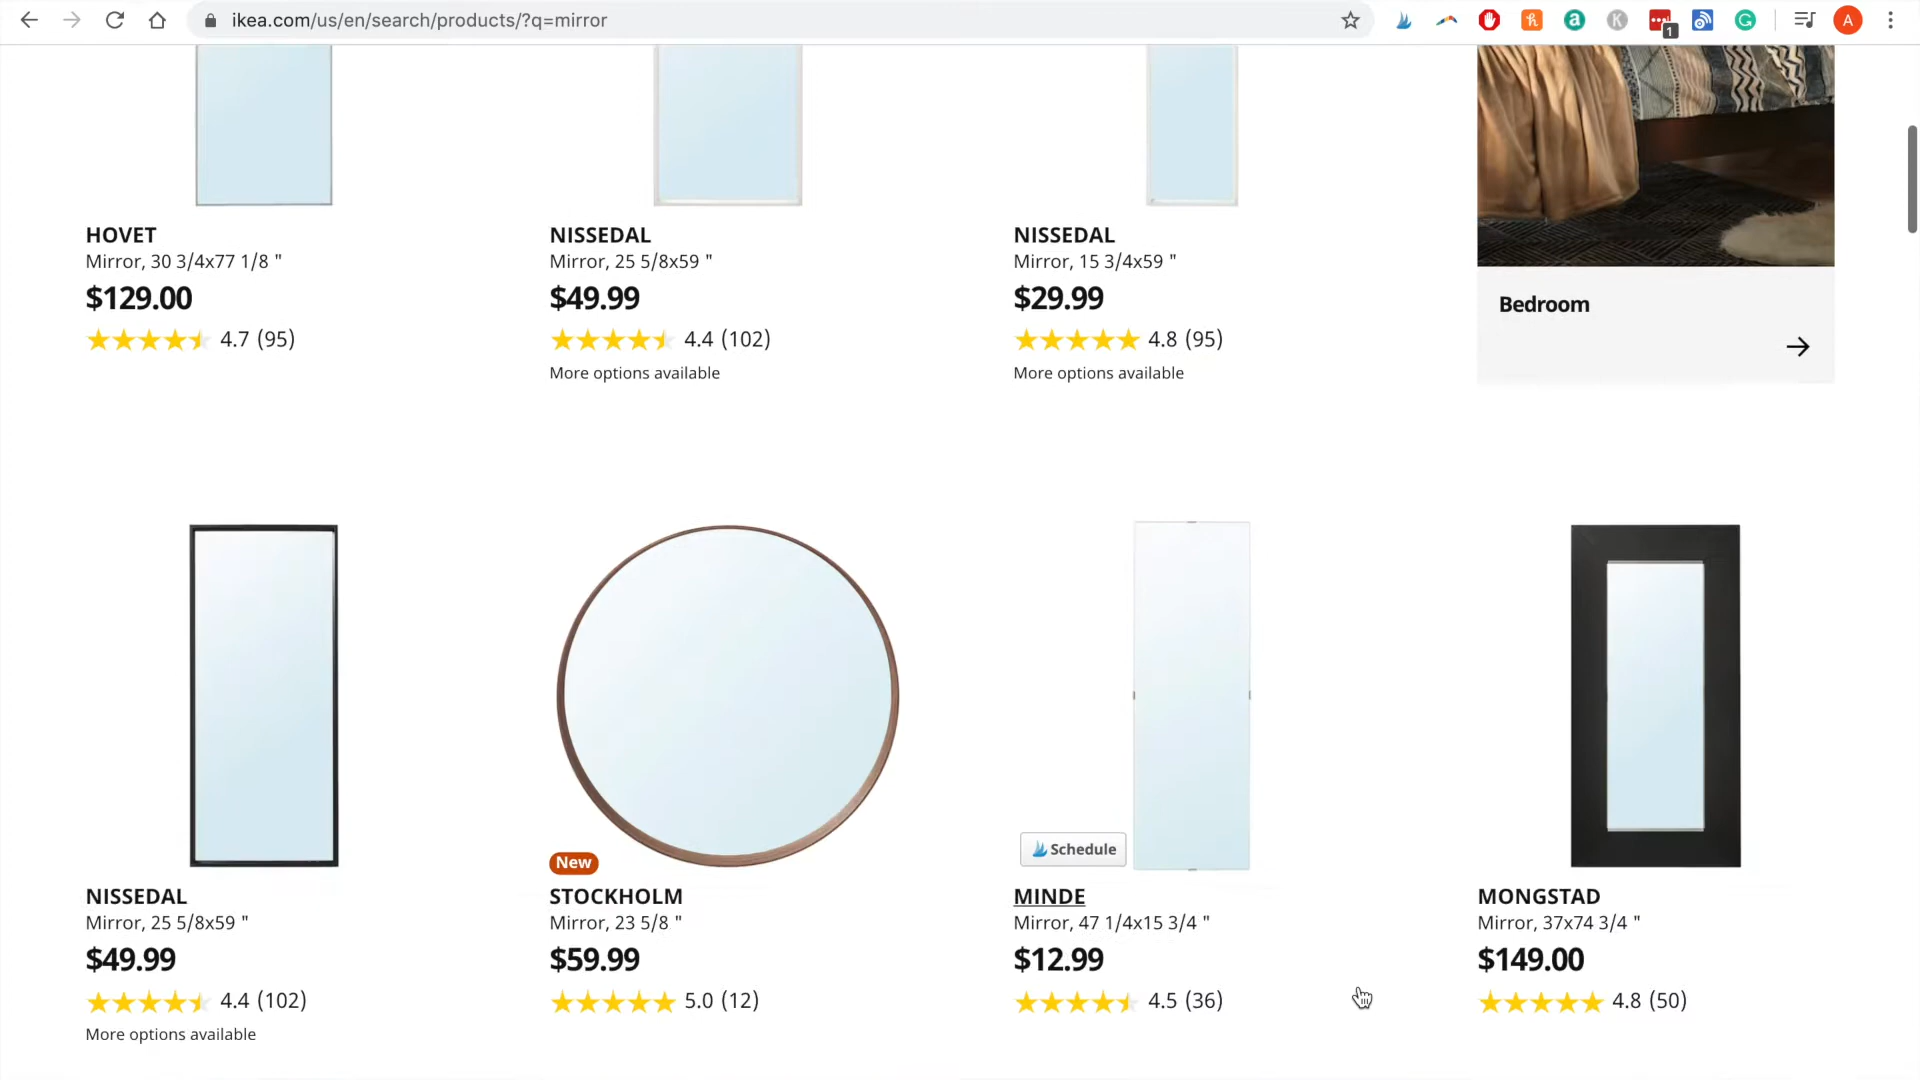 ikea.com/us/en/search/products/?q=mirror
1
A
HOVET
Mirror, 30 3/4x77 1/8 "
$129.00
4.7 (95)
NISSEDAL
Mirror, 25 5/8x59 "
$49.99
4.4 (102)
More options available
NISSEDAL
Mirror, 15 3/4x59 "
$29.99
4.8 (95)
More options available
Bedroom
NISSEDAL
Mirror, 25 5/8x59 "
$49.99
4.4 (102)
More options available
New
STOCKHOLM
Mirror, 23 5/8 "
$59.99
5.0 (12)
Schedule
MINDE
Mirror, 47 1/4x15 3/4 "
$12.99
4.5 (36)
MONGSTAD
Mirror, 37x74 3/4 "
$149.00
4.8 (50)